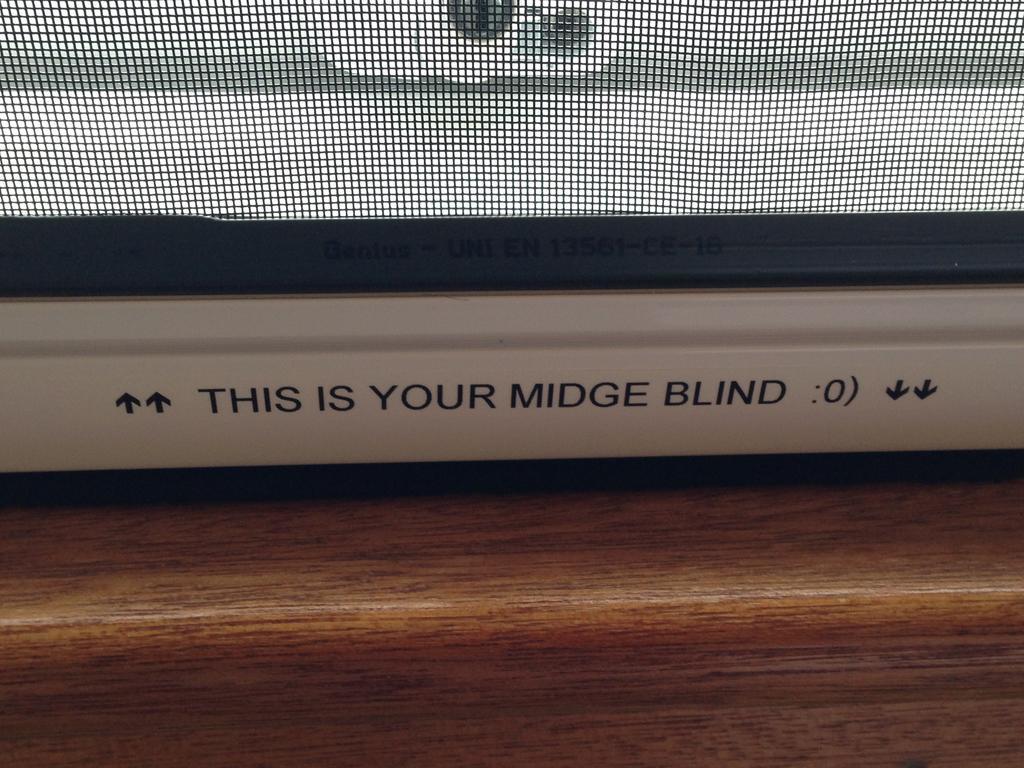 Genius - UNI EN 13561-CE-16
↑↑ THIS IS YOUR MIDGE BLIND :0) ↓↓